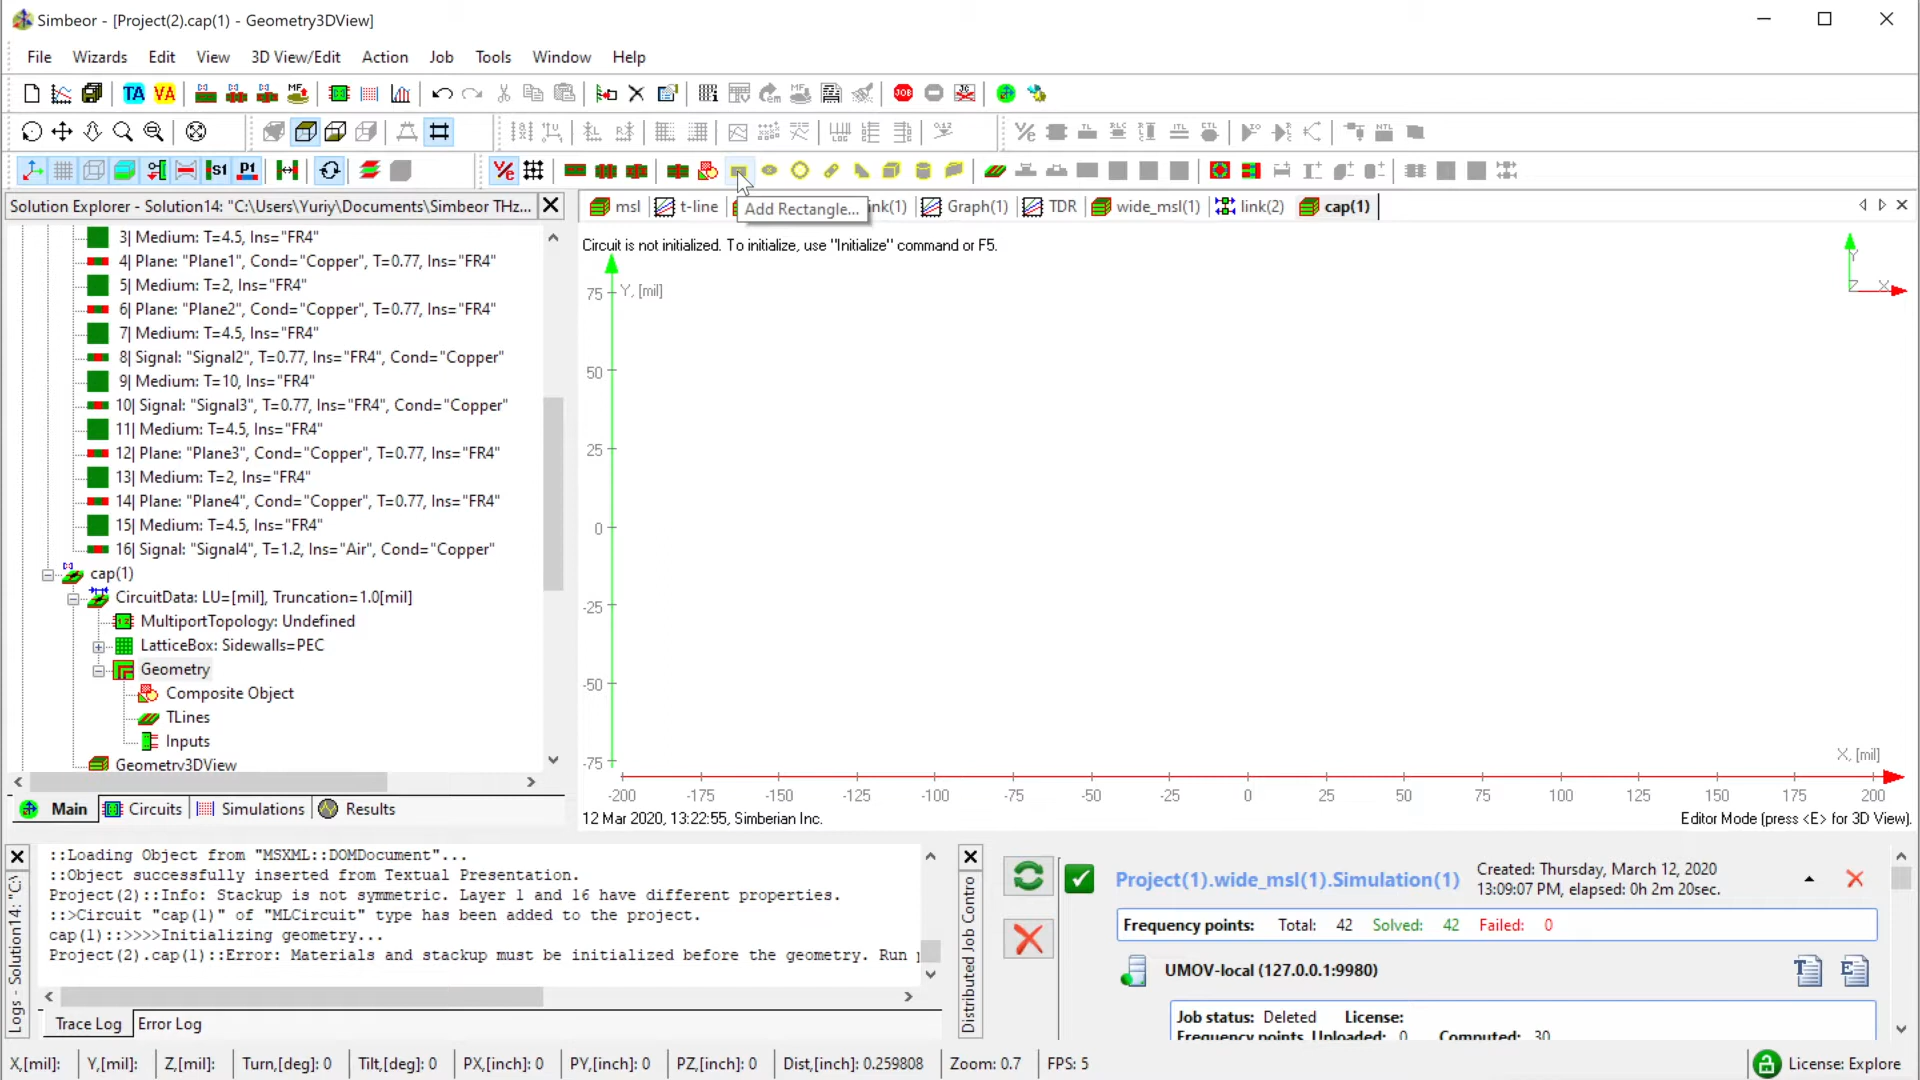 Simbeor - [Project(2).cap(1) - Geometry3DView]
File Wizards Edit View 3D View/Edit Action Job Tools Window Help
TA VA JOB
S1 P1
Solution Explorer - Solution14: "C:\Users\Yuriy\Documents\Simbeor THz...
msl t-line nk(1) Graph(1) TDR wide_msl(1) link(2) cap(1)
Add Rectangle...
3| Medium: T=4.5, Ins="FR4"
4| Plane: "Plane1", Cond="Copper", T=0.77, Ins="FR4"
5| Medium: T=2, Ins="FR4"
6| Plane: "Plane2", Cond="Copper", T=0.77, Ins="FR4"
7| Medium: T=4.5, Ins="FR4"
8| Signal: "Signal2", T=0.77, Ins="FR4", Cond="Copper"
9| Medium: T=10, Ins="FR4"
10| Signal: "Signal3", T=0.77, Ins="FR4", Cond="Copper"
11| Medium: T=4.5, Ins="FR4"
12| Plane: "Plane3", Cond="Copper", T=0.77, Ins="FR4"
13| Medium: T=2, Ins="FR4"
14| Plane: "Plane4", Cond="Copper", T=0.77, Ins="FR4"
15| Medium: T=4.5, Ins="FR4"
16| Signal: "Signal4", T=1.2, Ins="Air", Cond="Copper"
cap(1)
CircuitData: LU=[mil], Truncation=1.0[mil]
MultiportTopology: Undefined
LatticeBox: Sidewalls=PEC
Geometry
Composite Object
TLines
Inputs
Geometry3DView
Main Circuits Simulations Results
Circuit is not initialized. To initialize, use "Initialize" command or F5.
Y, [mil]
75
50
25
0
-25
-50
-75
Y
Z X
X, [mil]
-200 -175 -150 -125 -100 -75 -50 -25 0 25 50 75 100 125 150 175 200
12 Mar 2020, 13:22:55, Simberian Inc.
Editor Mode (press <E> for 3D View).
Logs - Solution14: "C:\
::Loading Object from "MSXML::DOMDocument"...
::Object successfully inserted from Textual Presentation.
Project(2)::Info: Stackup is not symmetric. Layer 1 and 16 have different properties.
::>Circuit "cap(1)" of "MLCircuit" type has been added to the project.
cap(1)::>>>>Initializing geometry...
Project(2).cap(1)::Error: Materials and stackup must be initialized before the geometry. Run
Trace Log Error Log
Distributed Job Contro
Project(1).wide_msl(1).Simulation(1)
Created: Thursday, March 12, 2020
13:09:07 PM, elapsed: 0h 2m 20sec.
Frequency points: Total: 42 Solved: 42 Failed: 0
UMOV-local (127.0.0.1:9980)
Job status: Deleted License:
Frequency points Uploaded: 0 Computed: 30
X,[mil]: Y,[mil]: Z,[mil]: Turn,[deg]: 0 Tilt,[deg]: 0 PX,[inch]: 0 PY,[inch]: 0 PZ,[inch]: 0 Dist,[inch]: 0.259808 Zoom: 0.7 FPS: 5 License: Explore